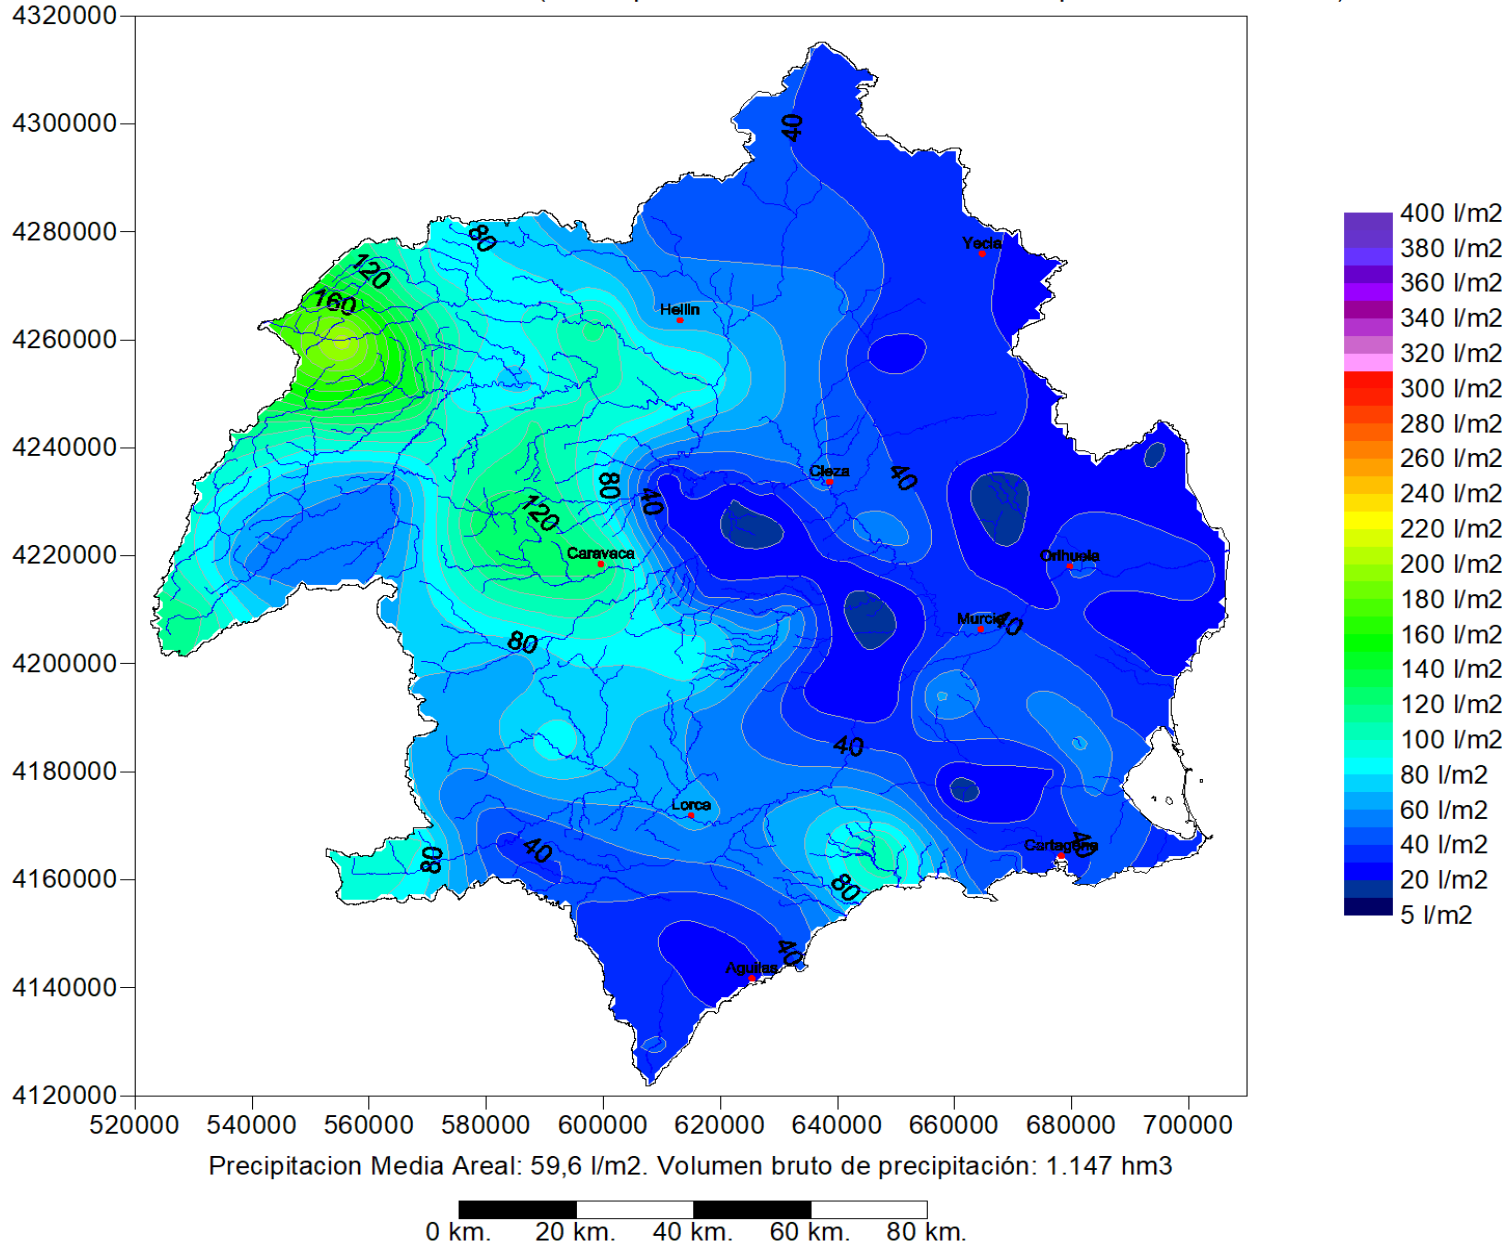 4320000
4300000
4280000
4260000
4240000
4220000
4200000
4180000
4160000
4140000
4120000
520000 540000 560000 580000 600000 620000 640000 660000 680000 700000
40
80
120
160
Yecla
Hellin
Cieza
40
80
40
120
Caravaca
Orihuela
Murcia
40
80
40
Lorca
40
80
Cartagena
40
80
40
Aguilas
400 l/m2
380 l/m2
360 l/m2
340 l/m2
320 l/m2
300 l/m2
280 l/m2
260 l/m2
240 l/m2
220 l/m2
200 l/m2
180 l/m2
160 l/m2
140 l/m2
120 l/m2
100 l/m2
80 l/m2
60 l/m2
40 l/m2
20 l/m2
5 l/m2
Precipitacion Media Areal: 59,6 l/m2. Volumen bruto de precipitación: 1.147 hm3
0 km. 20 km. 40 km. 60 km. 80 km.